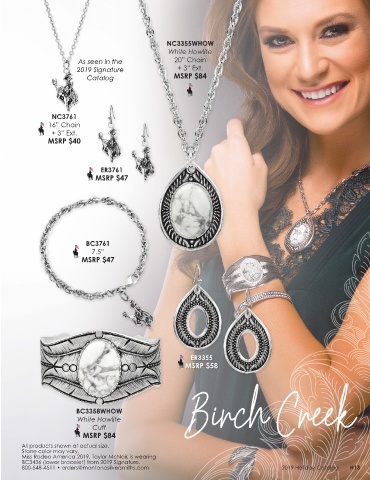 NC3355WHOW
White Howlite
20" Chain
+ 3" Ext.
MSRP $84
As seen in the
2019 Signature
Catalog
NC3761
16" Chain
+ 3" Ext.
MSRP $40
ER3761
MSRP $47
BC3761
7.5"
MSRP $47
ER3355
MSRP $58
BC3358WHOW
White Howlite
Cuff
MSRP $84
Birch Creek
All products shown at actual size.
Stone color may vary.
Miss Rodeo America 2019, Taylor McNair, is wearing
BC3436 (lower bracelet) from 2019 Signature.
800-548-4511 • orders@montanasilversmiths.com
2019 Holiday Catalog